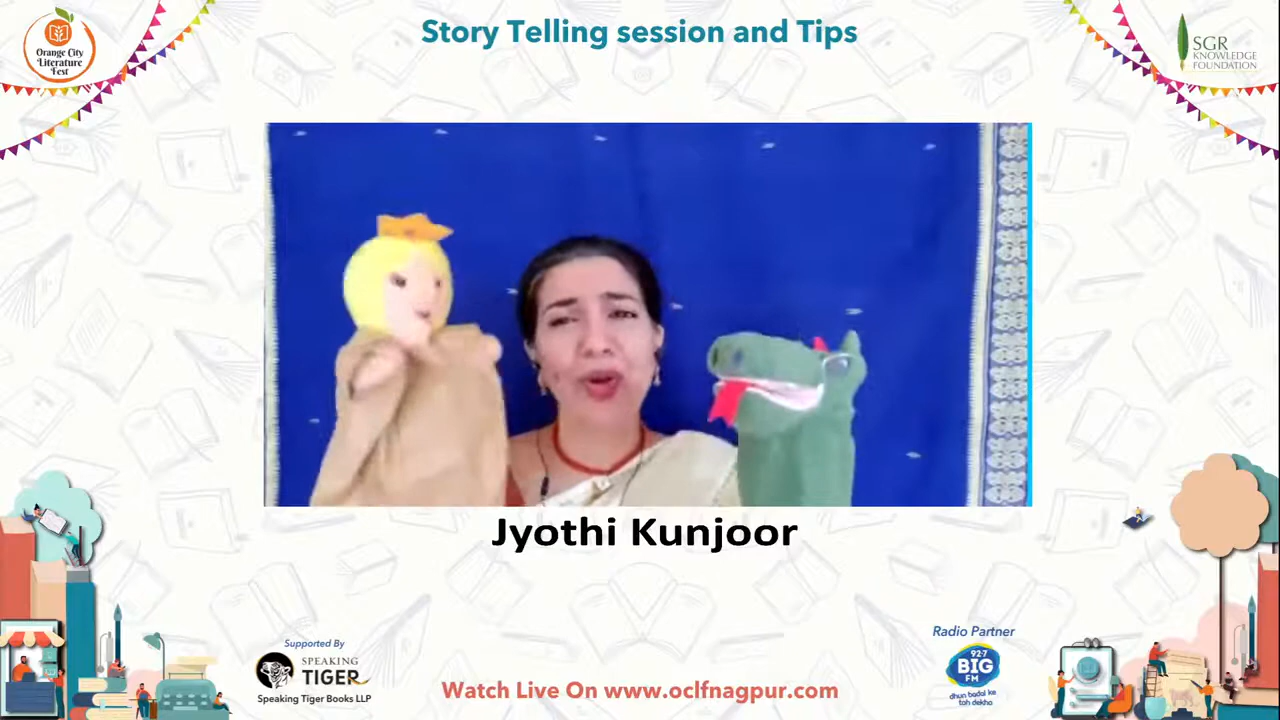 Story Telling session and Tips
Orange City
Literature
Fest
SGR
KNOWLEDGE
FOUNDATION
Jyothi Kunjoor
Supported By
SPEAKING
TIGER
Speaking Tiger Books LLP
Radio Partner
92.7
BIG
FM
dhun badal ke
toh dekho
Watch Live On www.oclfnagpur.com